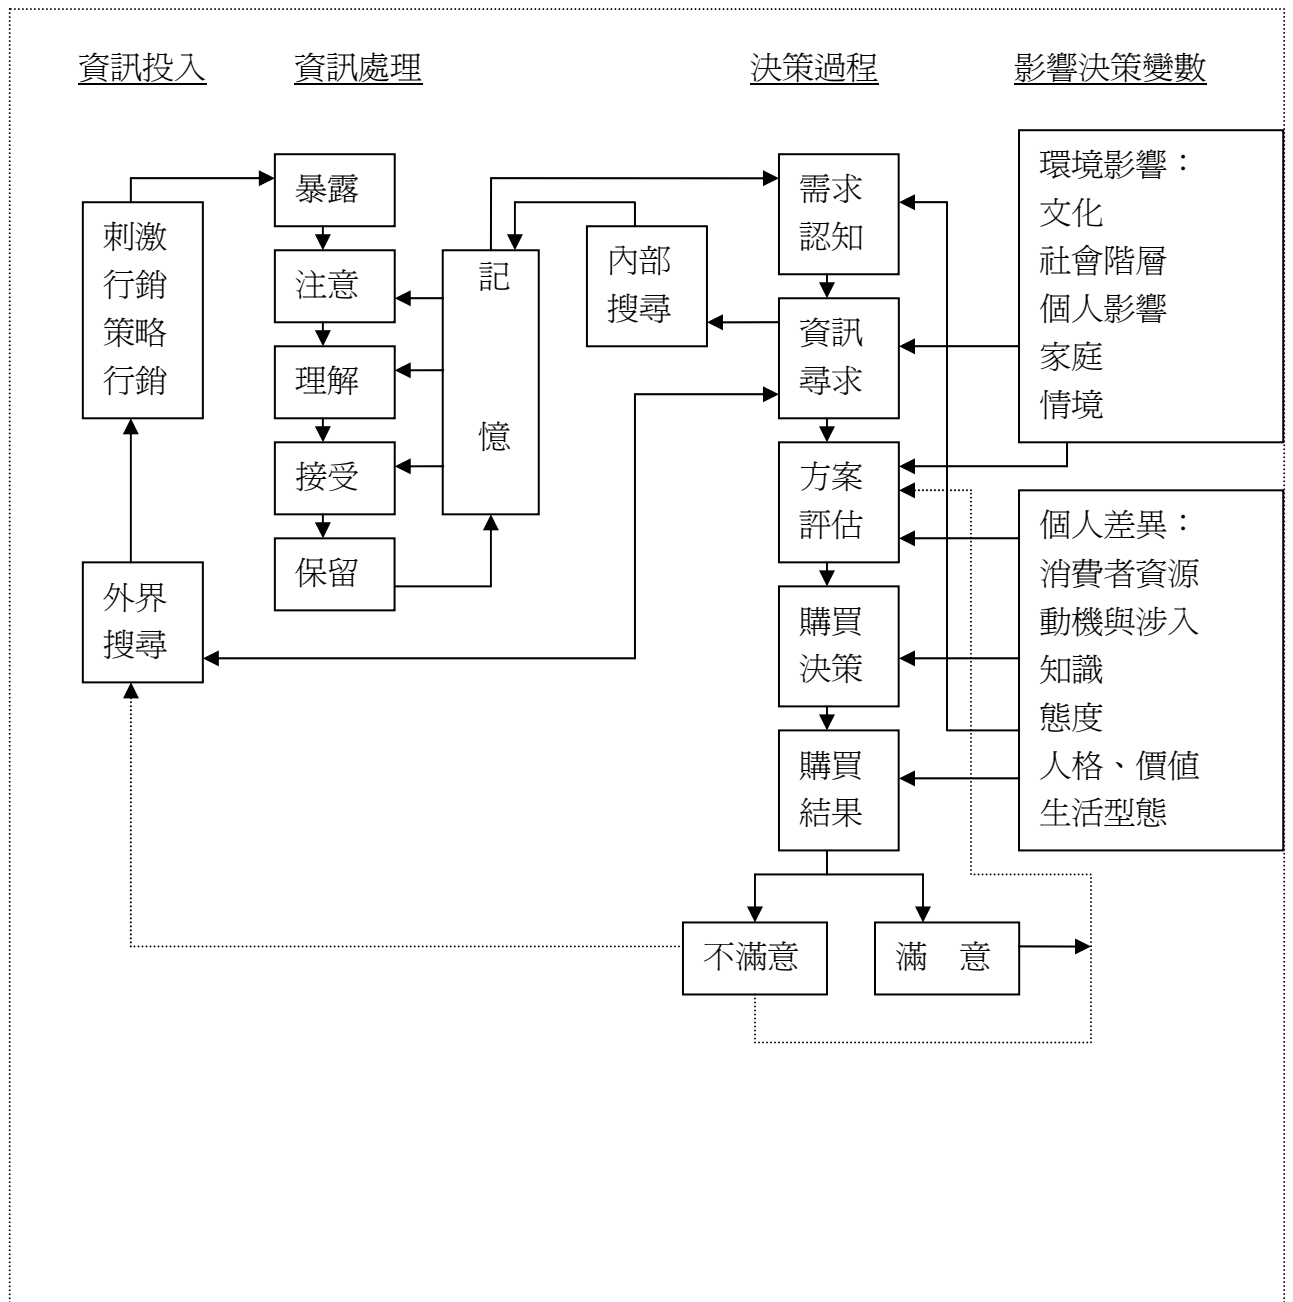 資訊投入
資訊處理
決策過程
影響決策變數
刺激
行銷
策略
行銷
外界
搜尋
暴露
注意
理解
接受
保留
記
憶
內部
搜尋
需求
認知
資訊
尋求
方案
評估
購買
決策
購買
結果
不滿意
滿　意
環境影響：
文化
社會階層
個人影響
家庭
情境
個人差異：
消費者資源
動機與涉入
知識
態度
人格、價值
生活型態